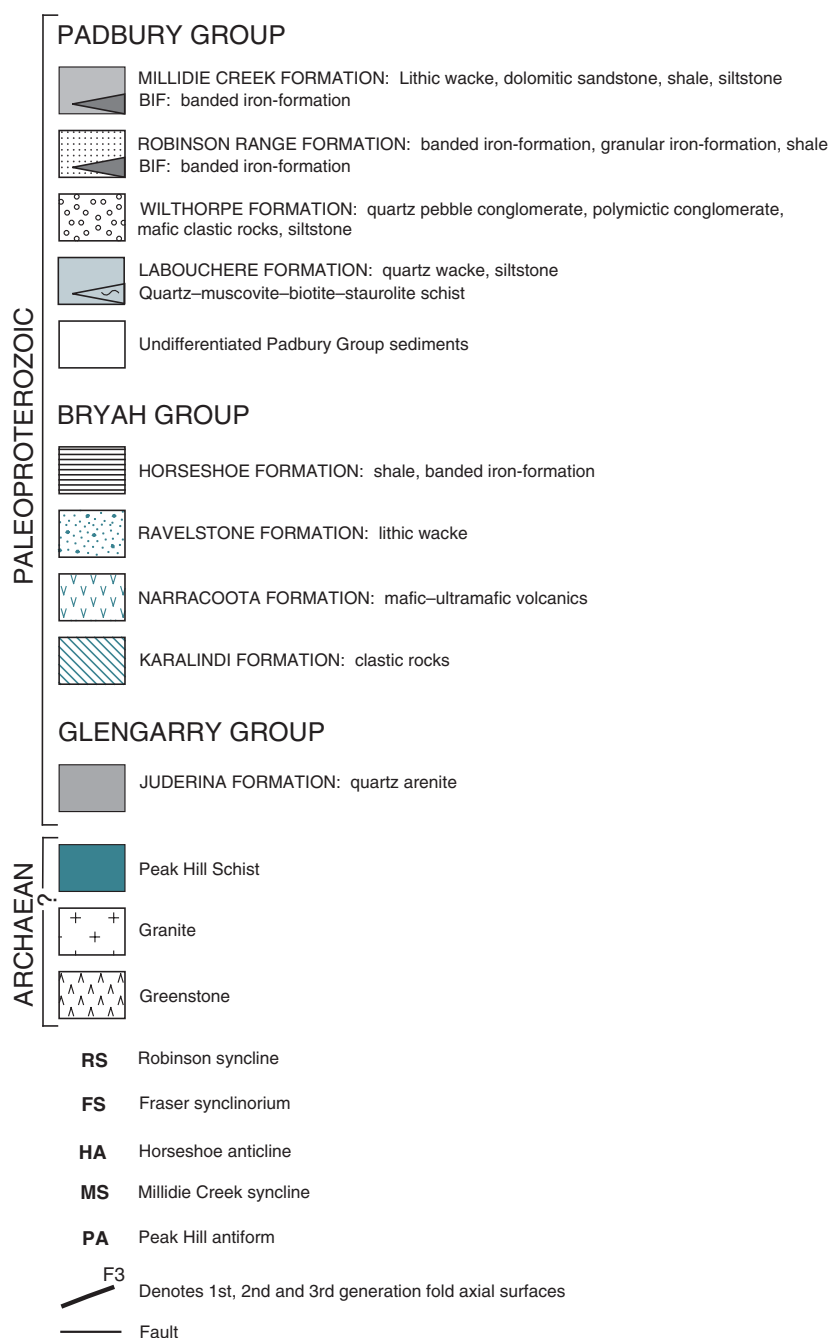 PADBURY GROUP
MILLIDIE CREEK FORMATION: Lithic wacke, dolomitic sandstone, shale, siltstone
BIF: banded iron-formation
ROBINSON RANGE FORMATION: banded iron-formation, granular iron-formation, shale
BIF: banded iron-formation
WILTHORPE FORMATION: quartz pebble conglomerate, polymictic conglomerate,
mafic clastic rocks, siltstone
LABOUCHERE FORMATION: quartz wacke, siltstone
Quartz–muscovite–biotite–staurolite schist
Undifferentiated Padbury Group sediments
PALEOPROTEROZOIC
BRYAH GROUP
HORSESHOE FORMATION: shale, banded iron-formation
RAVELSTONE FORMATION: lithic wacke
NARRACOOTA FORMATION: mafic–ultramafic volcanics
KARALINDI FORMATION: clastic rocks
GLENGARRY GROUP
JUDERINA FORMATION: quartz arenite
ARCHAEAN
?
Peak Hill Schist
Granite
Greenstone
RS Robinson syncline
FS Fraser synclinorium
HA Horseshoe anticline
MS Millidie Creek syncline
PA Peak Hill antiform
F3
Denotes 1st, 2nd and 3rd generation fold axial surfaces
Fault